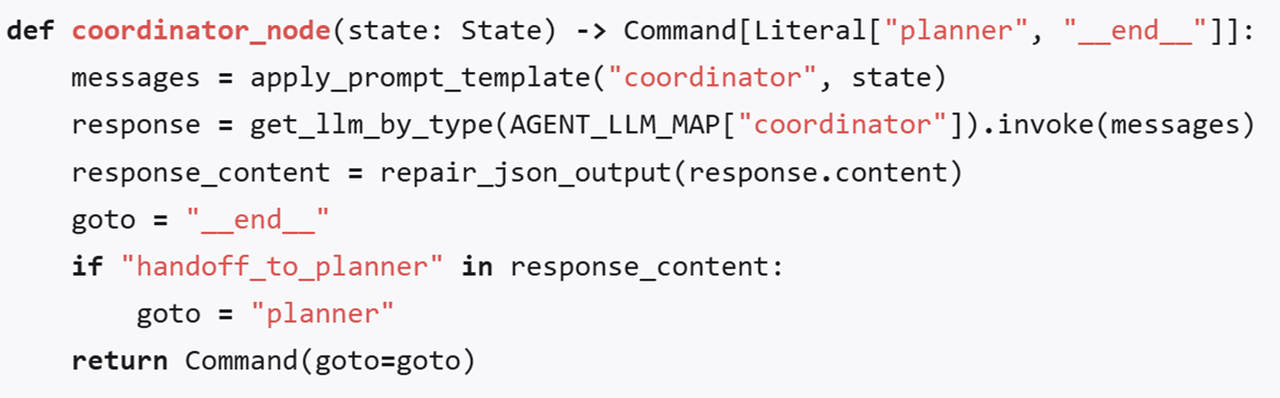 def coordinator_node(state: State) -> Command[Literal["planner", "__end__"]]:
    messages = apply_prompt_template("coordinator", state)
    response = get_llm_by_type(AGENT_LLM_MAP["coordinator"]).invoke(messages)
    response_content = repair_json_output(response.content)
    goto = "__end__"
    if "handoff_to_planner" in response_content:
        goto = "planner"
    return Command(goto=goto)